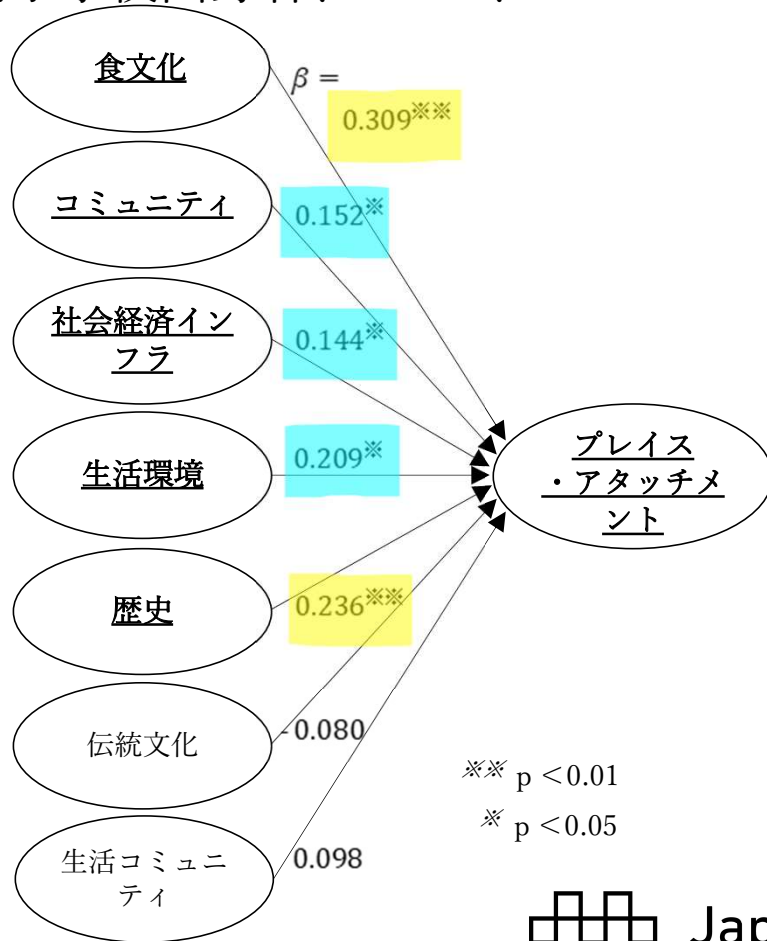 食文化
β =
0.309※※
コミュニティ
0.152※
社会経済イン
フラ
0.144※
生活環境
0.209※
プレイス
・アタッチメ
ント
歴史
0.236※※
伝統文化
-0.080
※※ p <0.01
※ p <0.05
生活コミュニ
ティ
0.098
Jap